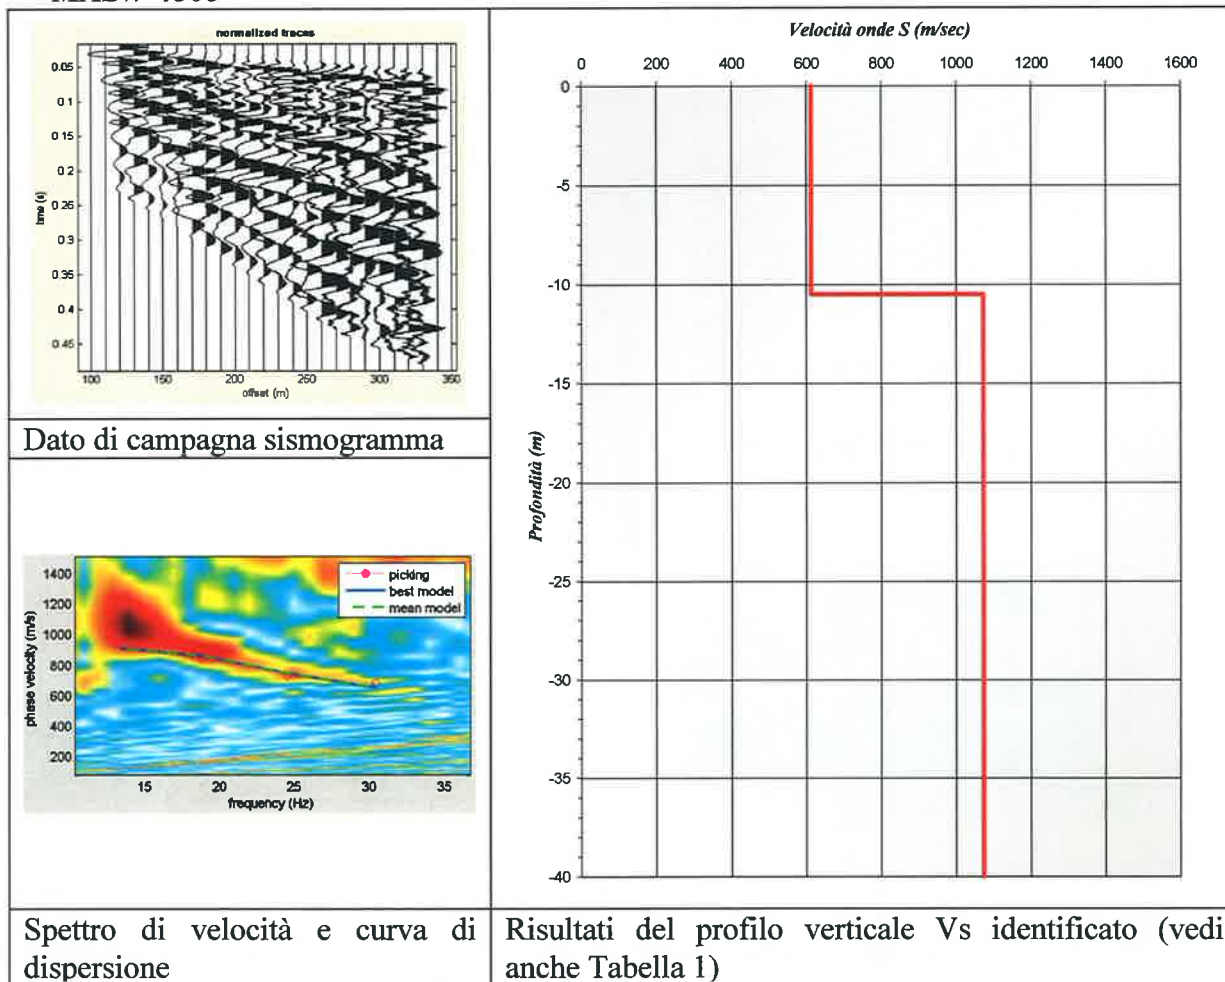 normalized traces
0.05
0.1
0.15
0.2
0.25
0.3
0.35
0.4
0.45
time (s)
100 150 200 250 300 350
offset (m)
Dato di campagna sismogramma
1400
1200
1000
800
600
400
200
phase velocity (m/s)
picking
best model
mean model
15 20 25 30 35
frequency (Hz)
Spettro di velocità e curva di
dispersione
Velocità onde S (m/sec)
0 200 400 600 800 1000 1200 1400 1600
0
-5
-10
-15
-20
-25
-30
-35
-40
Profondità (m)
Risultati del profilo verticale Vs identificato (vedi
anche Tabella 1)